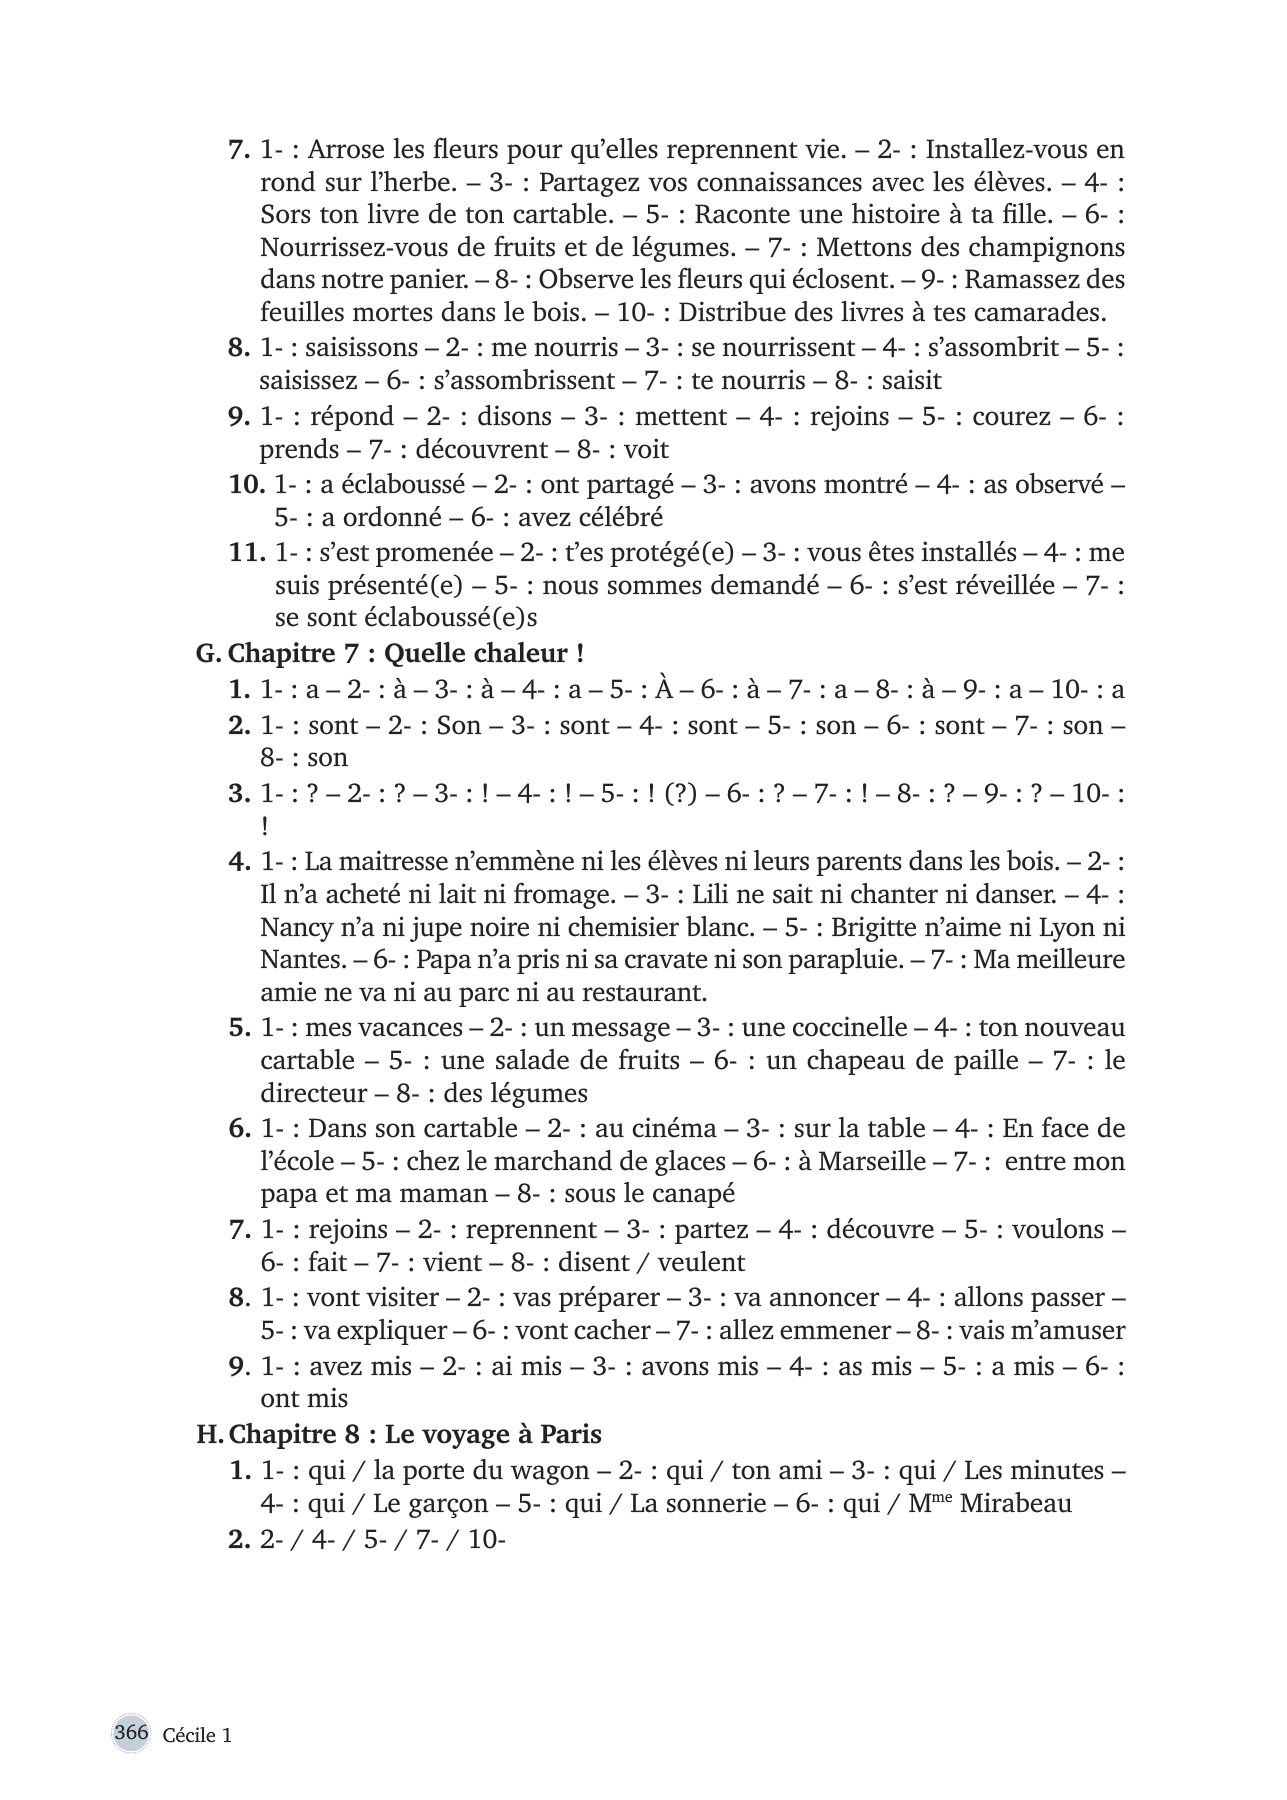 7. 1- : Arrose les fleurs pour qu’elles reprennent vie. – 2- : Installez-vous en
rond sur l’herbe. – 3- : Partagez vos connaissances avec les élèves. – 4- :
Sors ton livre de ton cartable. – 5- : Raconte une histoire à ta fille. – 6- :
Nourrissez-vous de fruits et de légumes. – 7- : Mettons des champignons
dans notre panier. – 8- : Observe les fleurs qui éclosent. – 9- : Ramassez des
feuilles mortes dans le bois. – 10- : Distribue des livres à tes camarades.
8. 1- : saisissons – 2- : me nourris – 3- : se nourrissent – 4- : s’assombrit – 5- :
saisissez – 6- : s’assombrissent – 7- : te nourris – 8- : saisit
9. 1- : répond – 2- : disons – 3- : mettent – 4- : rejoins – 5- : courez – 6- :
prends – 7- : découvrent – 8- : voit
10. 1- : a éclaboussé – 2- : ont partagé – 3- : avons montré – 4- : as observé –
5- : a ordonné – 6- : avez célébré
11. 1- : s’est promenée – 2- : t’es protégé(e) – 3- : vous êtes installés – 4- : me
suis présenté(e) – 5- : nous sommes demandé – 6- : s’est réveillée – 7- :
se sont éclaboussé(e)s
G. Chapitre 7 : Quelle chaleur !
1. 1- : a – 2- : à – 3- : à – 4- : a – 5- : À – 6- : à – 7- : a – 8- : à – 9- : a – 10- : a
2. 1- : sont – 2- : Son – 3- : sont – 4- : sont – 5- : son – 6- : sont – 7- : son –
8- : son
3. 1- : ? – 2- : ? – 3- : ! – 4- : ! – 5- : ! (?) – 6- : ? – 7- : ! – 8- : ? – 9- : ? – 10- :
!
4. 1- : La maitresse n’emmène ni les élèves ni leurs parents dans les bois. – 2- :
Il n’a acheté ni lait ni fromage. – 3- : Lili ne sait ni chanter ni danser. – 4- :
Nancy n’a ni jupe noire ni chemisier blanc. – 5- : Brigitte n’aime ni Lyon ni
Nantes. – 6- : Papa n’a pris ni sa cravate ni son parapluie. – 7- : Ma meilleure
amie ne va ni au parc ni au restaurant.
5. 1- : mes vacances – 2- : un message – 3- : une coccinelle – 4- : ton nouveau
cartable – 5- : une salade de fruits – 6- : un chapeau de paille – 7- : le
directeur – 8- : des légumes
6. 1- : Dans son cartable – 2- : au cinéma – 3- : sur la table – 4- : En face de
l’école – 5- : chez le marchand de glaces – 6- : à Marseille – 7- : entre mon
papa et ma maman – 8- : sous le canapé
7. 1- : rejoins – 2- : reprennent – 3- : partez – 4- : découvre – 5- : voulons –
6- : fait – 7- : vient – 8- : disent / veulent
8. 1- : vont visiter – 2- : vas préparer – 3- : va annoncer – 4- : allons passer –
5- : va expliquer – 6- : vont cacher – 7- : allez emmener – 8- : vais m’amuser
9. 1- : avez mis – 2- : ai mis – 3- : avons mis – 4- : as mis – 5- : a mis – 6- :
ont mis
H. Chapitre 8 : Le voyage à Paris
1. 1- : qui / la porte du wagon – 2- : qui / ton ami – 3- : qui / Les minutes –
4- : qui / Le garçon – 5- : qui / La sonnerie – 6- : qui / Mme Mirabeau
2. 2- / 4- / 5- / 7- / 10-
366 Cécile 1